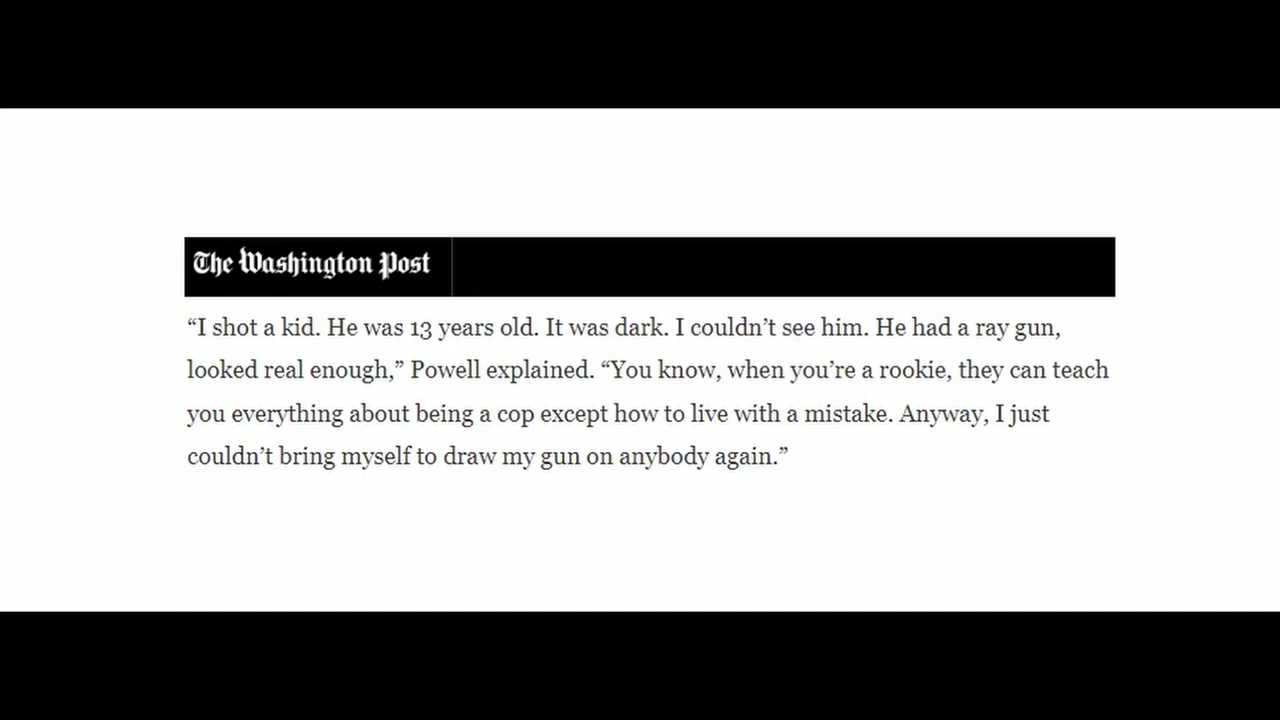 The Washington Post
“I shot a kid. He was 13 years old. It was dark. I couldn’t see him. He had a ray gun,
looked real enough,” Powell explained. “You know, when you’re a rookie, they can teach
you everything about being a cop except how to live with a mistake. Anyway, I just
couldn’t bring myself to draw my gun on anybody again.”